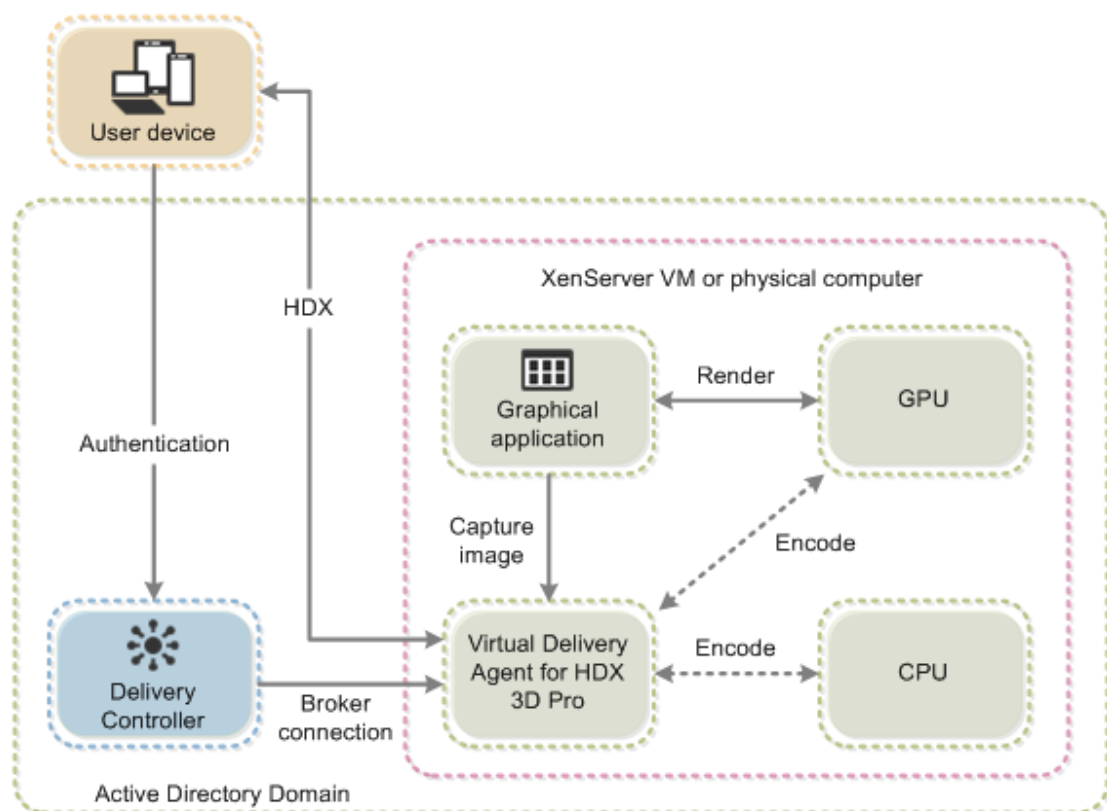 User device
HDX
XenServer VM or physical computer
Graphical
application
Render
GPU
Authentication
Capture
image
Encode
Delivery
Controller
Broker
connection
Virtual Delivery
Agent for HDX
3D Pro
Encode
CPU
Active Directory Domain